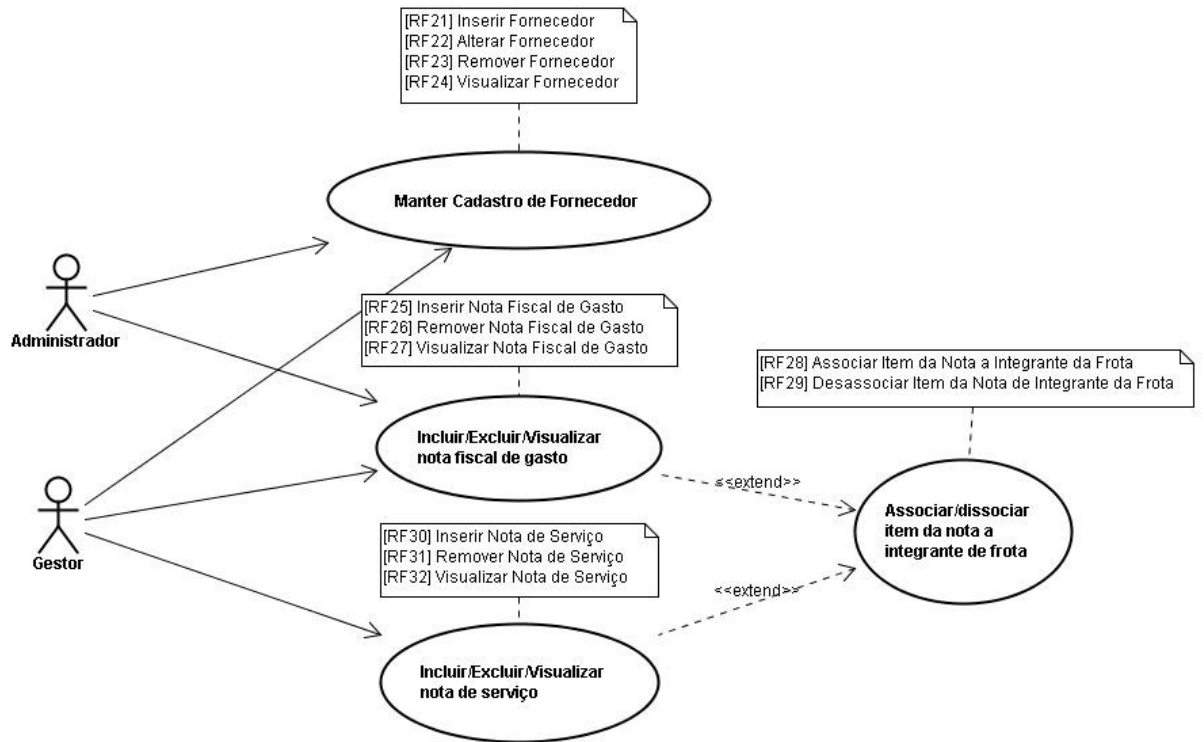 [RF21] Inserir Fornecedor
[RF22] Alterar Fornecedor
[RF23] Remover Fornecedor
[RF24] Visualizar Fornecedor
Manter Cadastro de Fornecedor
Administrador
[RF25] Inserir Nota Fiscal de Gasto
[RF26] Remover Nota Fiscal de Gasto
[RF27] Visualizar Nota Fiscal de Gasto
[RF28] Associar Item da Nota a Integrante da Frota
[RF29] Desassociar Item da Nota de Integrante da Frota
Incluir/Excluir/Visualizar
nota fiscal de gasto
<<extend>>
Associar/dissociar
item da nota a
integrante de frota
Gestor
[RF30] Inserir Nota de Serviço
[RF31] Remover Nota de Serviço
[RF32] Visualizar Nota de Serviço
<<extend>>
Incluir/Excluir/Visualizar
nota de serviço